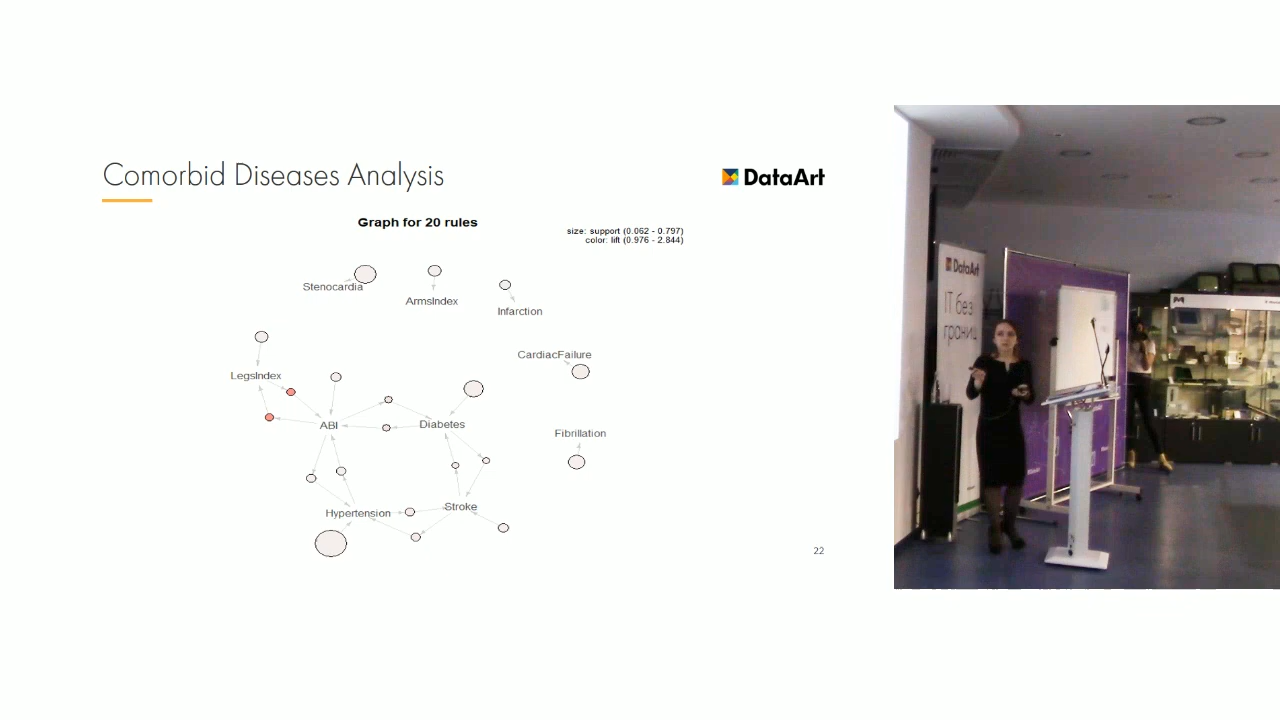 Comorbid Diseases Analysis
DataArt
Graph for 20 rules
size: support (0.062 - 0.797)
color: lift (0.976 - 2.844)
Stenocardia
ArmsIndex
Infarction
CardiacFailure
LegsIndex
ABI
Diabetes
Fibrillation
Hypertension
Stroke
22
DataArt
IT без
границ